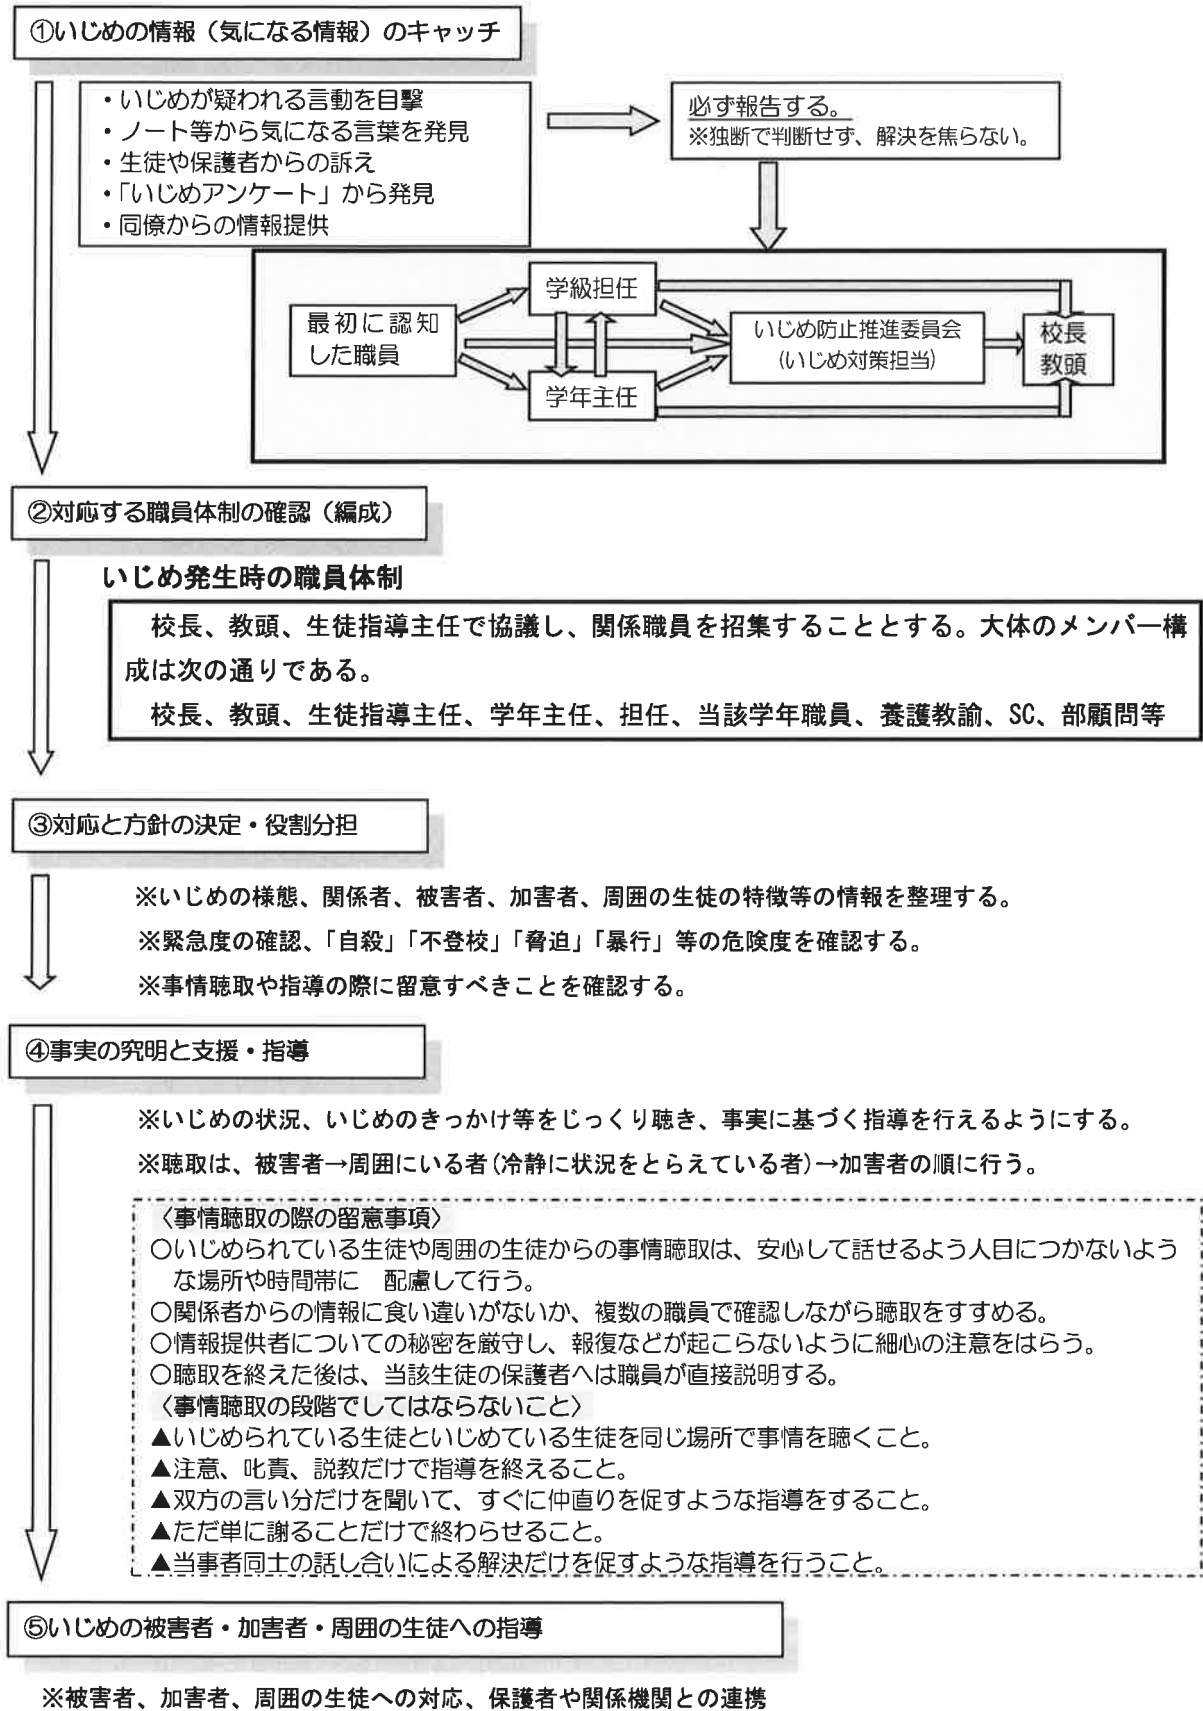 ①いじめの情報（気になる情報）のキャッチ
・いじめが疑われる言動を目撃
・ノート等から気になる言葉を発見
・生徒や保護者からの訴え
・「いじめアンケート」から発見
・同僚からの情報提供
必ず報告する。
※独断で判断せず、解決を焦らない。
最初に認知
した職員
学級担任
学年主任
いじめ防止推進委員会
(いじめ対策担当)
校長
教頭
②対応する職員体制の確認（編成）
いじめ発生時の職員体制
校長、教頭、生徒指導主任で協議し、関係職員を招集することとする。大体のメンバー構
成は次の通りである。
校長、教頭、生徒指導主任、学年主任、担任、当該学年職員、養護教諭、SC、部顧問等
③対応と方針の決定・役割分担
※いじめの様態、関係者、被害者、加害者、周囲の生徒の特徴等の情報を整理する。
※緊急度の確認、「自殺」「不登校」「脅迫」「暴行」等の危険度を確認する。
※事情聴取や指導の際に留意すべきことを確認する。
④事実の究明と支援・指導
※いじめの状況、いじめのきっかけ等をじっくり聴き、事実に基づく指導を行えるようにする。
※聴取は、被害者→周囲にいる者(冷静に状況をとらえている者)→加害者の順に行う。
〈事情聴取の際の留意事項〉
○いじめられている生徒や周囲の生徒からの事情聴取は、安心して話せるよう人目につかないよう
な場所や時間帯に　配慮して行う。
○関係者からの情報に食い違いがないか、複数の職員で確認しながら聴取をすすめる。
○情報提供者についての秘密を厳守し、報復などが起こらないように細心の注意をはらう。
○聴取を終えた後は、当該生徒の保護者へは職員が直接説明する。
〈事情聴取の段階でしてはならないこと〉
▲いじめられている生徒といじめている生徒を同じ場所で事情を聴くこと。
▲注意、叱責、説教だけで指導を終えること。
▲双方の言い分だけを聞いて、すぐに仲直りを促すような指導をすること。
▲ただ単に謝ることだけで終わらせること。
▲当事者同士の話し合いによる解決だけを促すような指導を行うこと。
⑤いじめの被害者・加害者・周囲の生徒への指導
※被害者、加害者、周囲の生徒への対応、保護者や関係機関との連携